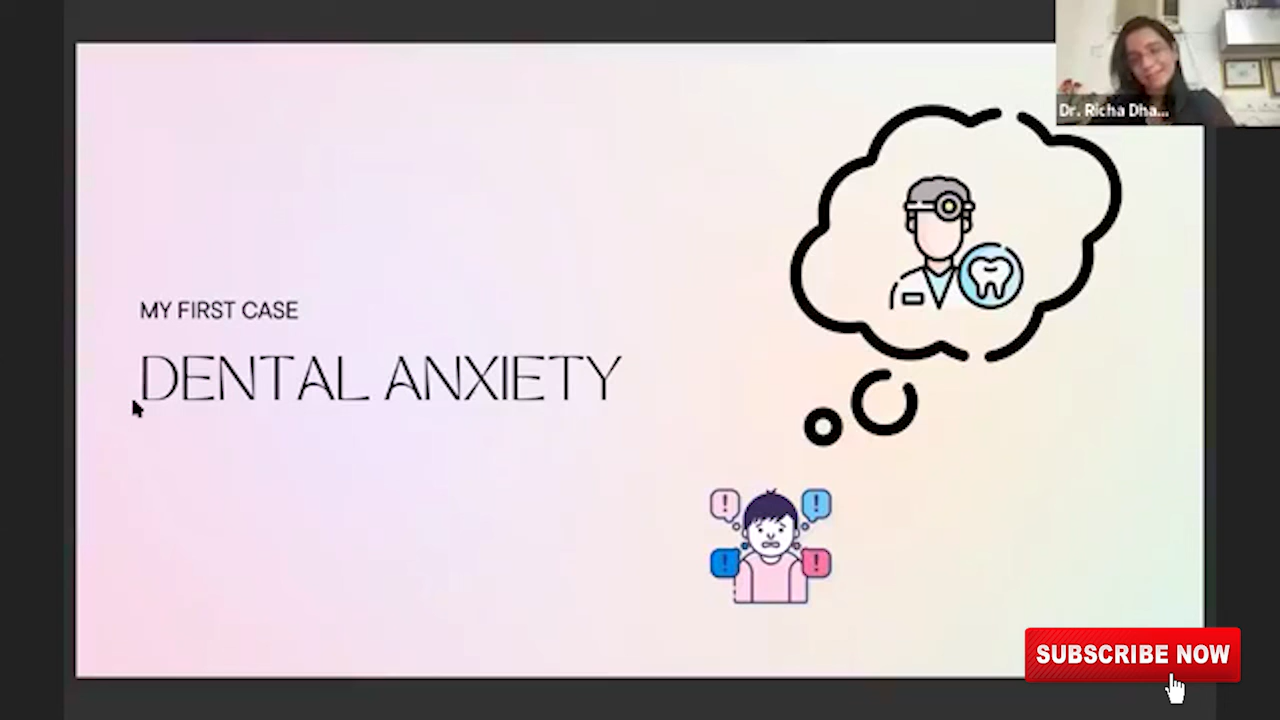 Dr. Richa Dha...
MY FIRST CASE
DENTAL ANXIETY
! !
! !
SUBSCRIBE NOW